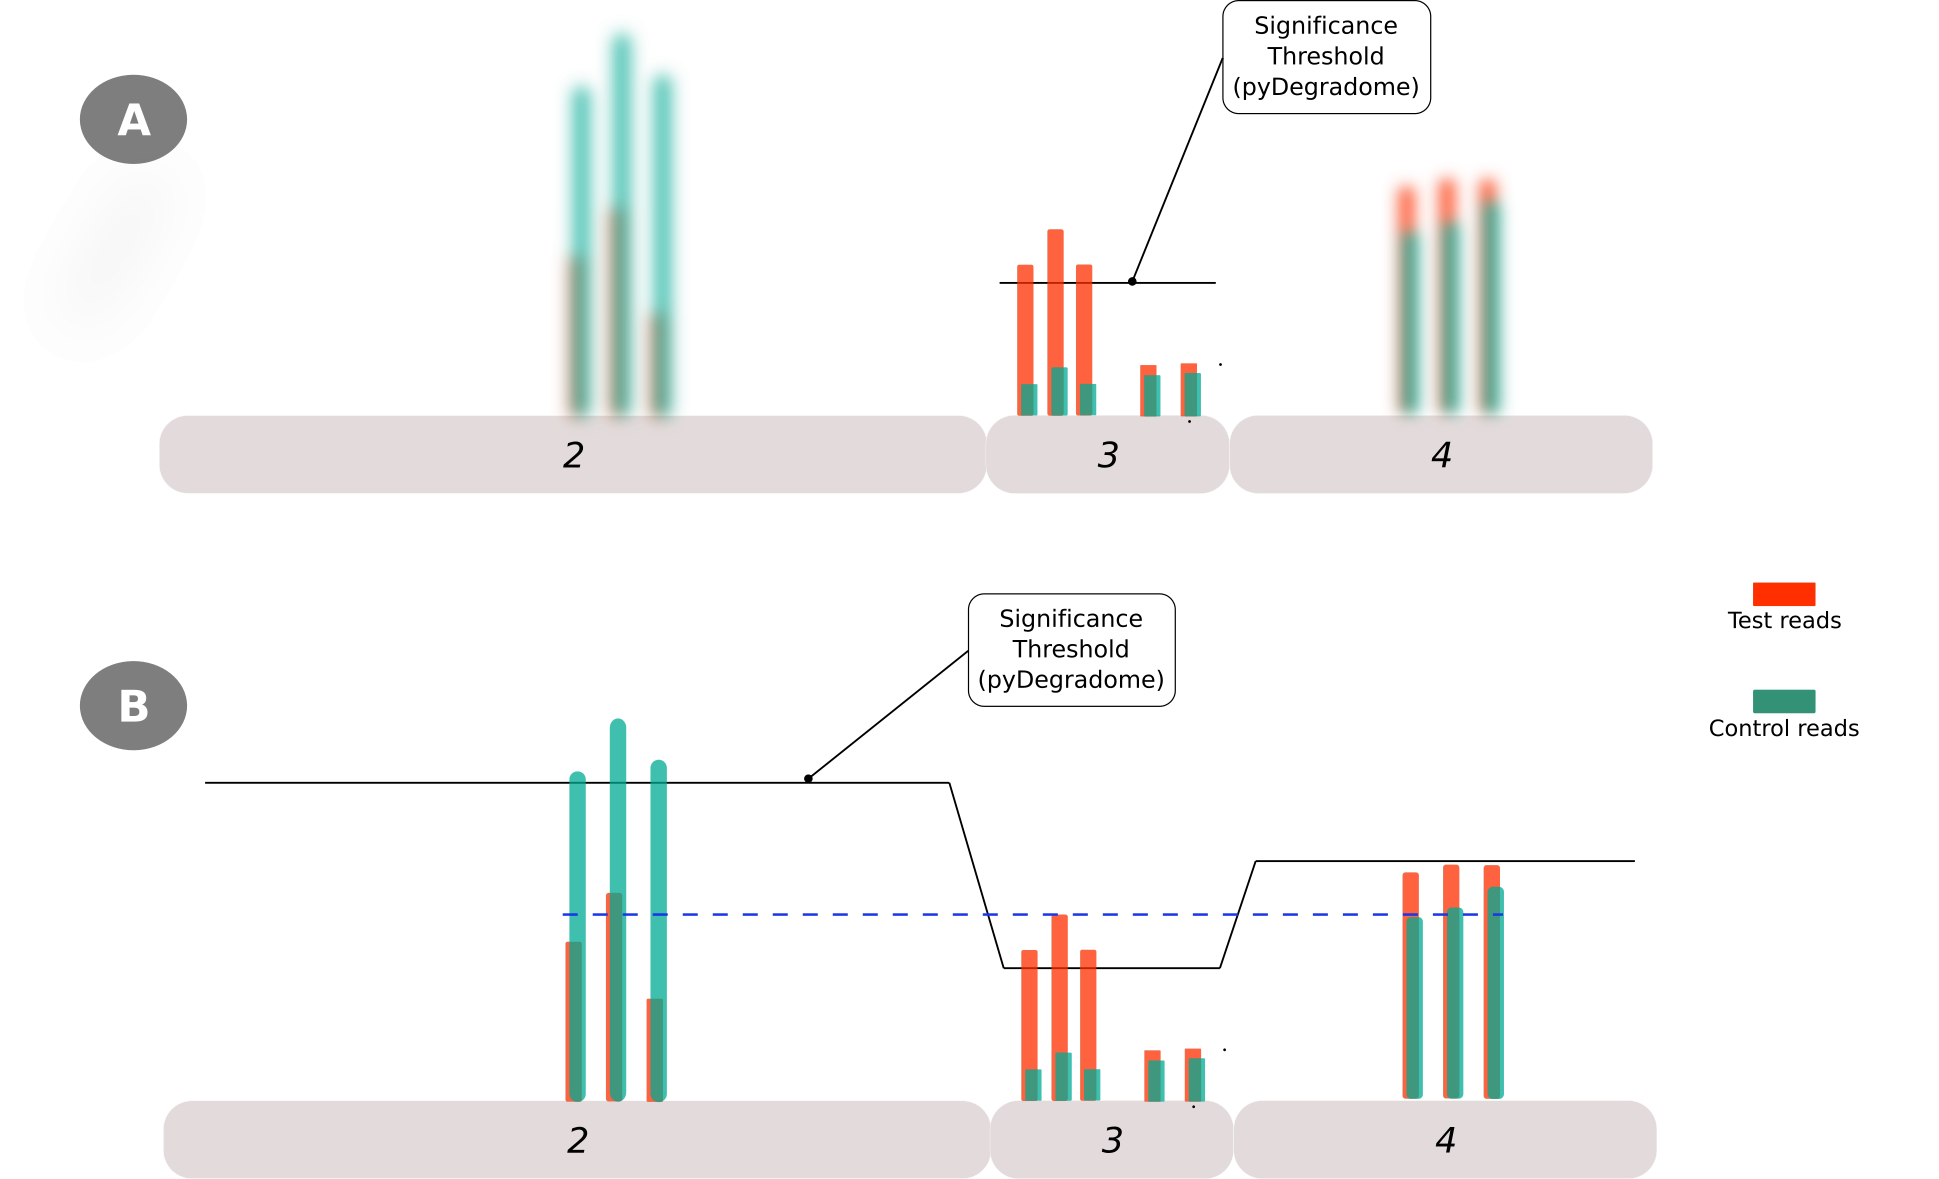 Significance
Threshold
(pyDegradome)
A
2
3
4
Significance
Threshold
(pyDegradome)
Test reads
Control reads
B
2
3
4